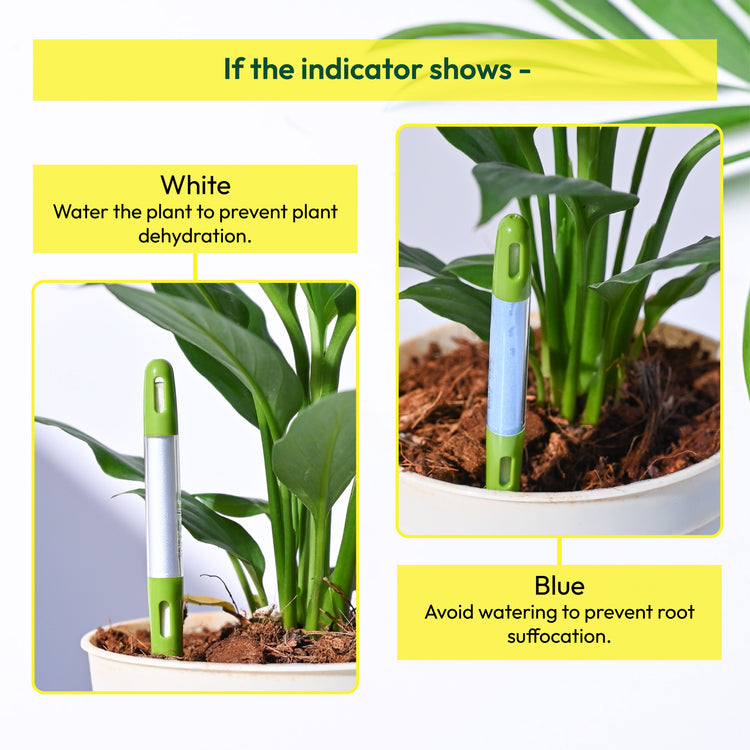 If the indicator shows -
White
Water the plant to prevent plant
dehydration.
Blue
Avoid watering to prevent root
suffocation.